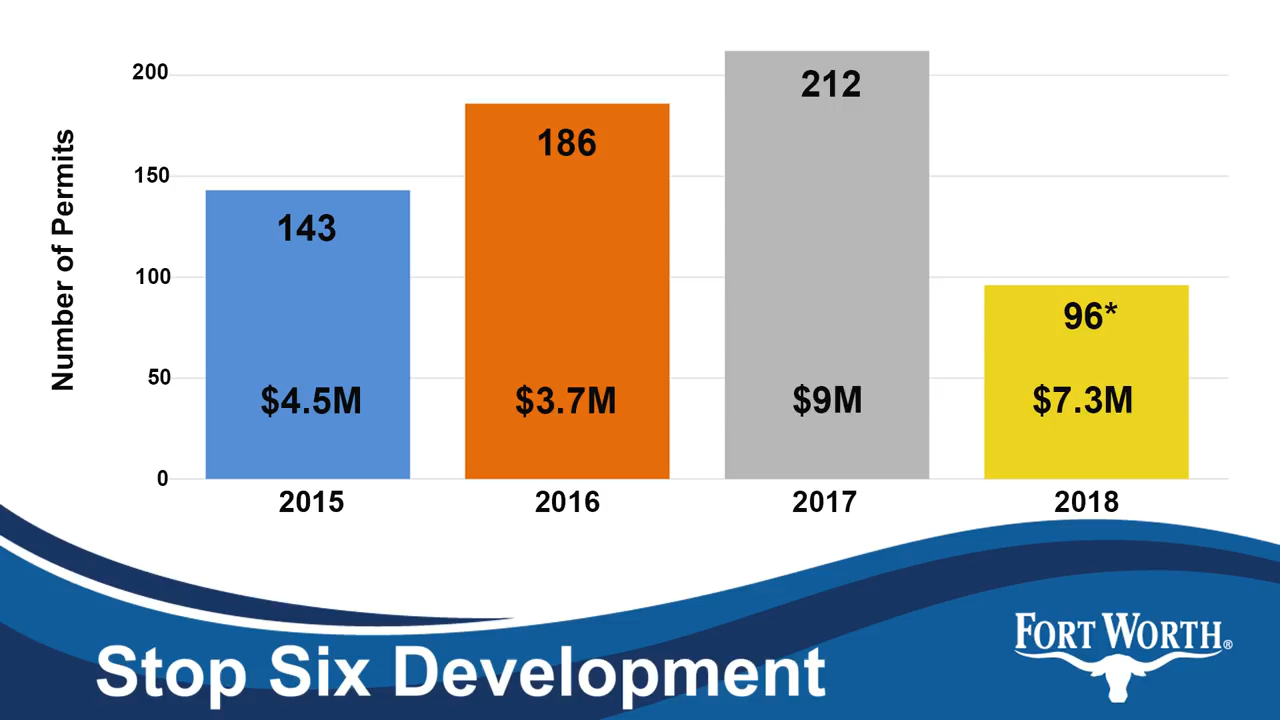 Number of Permits
200
150
100
50
0
143
186
212
96*
$4.5M
$3.7M
$9M
$7.3M
2015
2016
2017
2018
Stop Six Development
FORT WORTH®